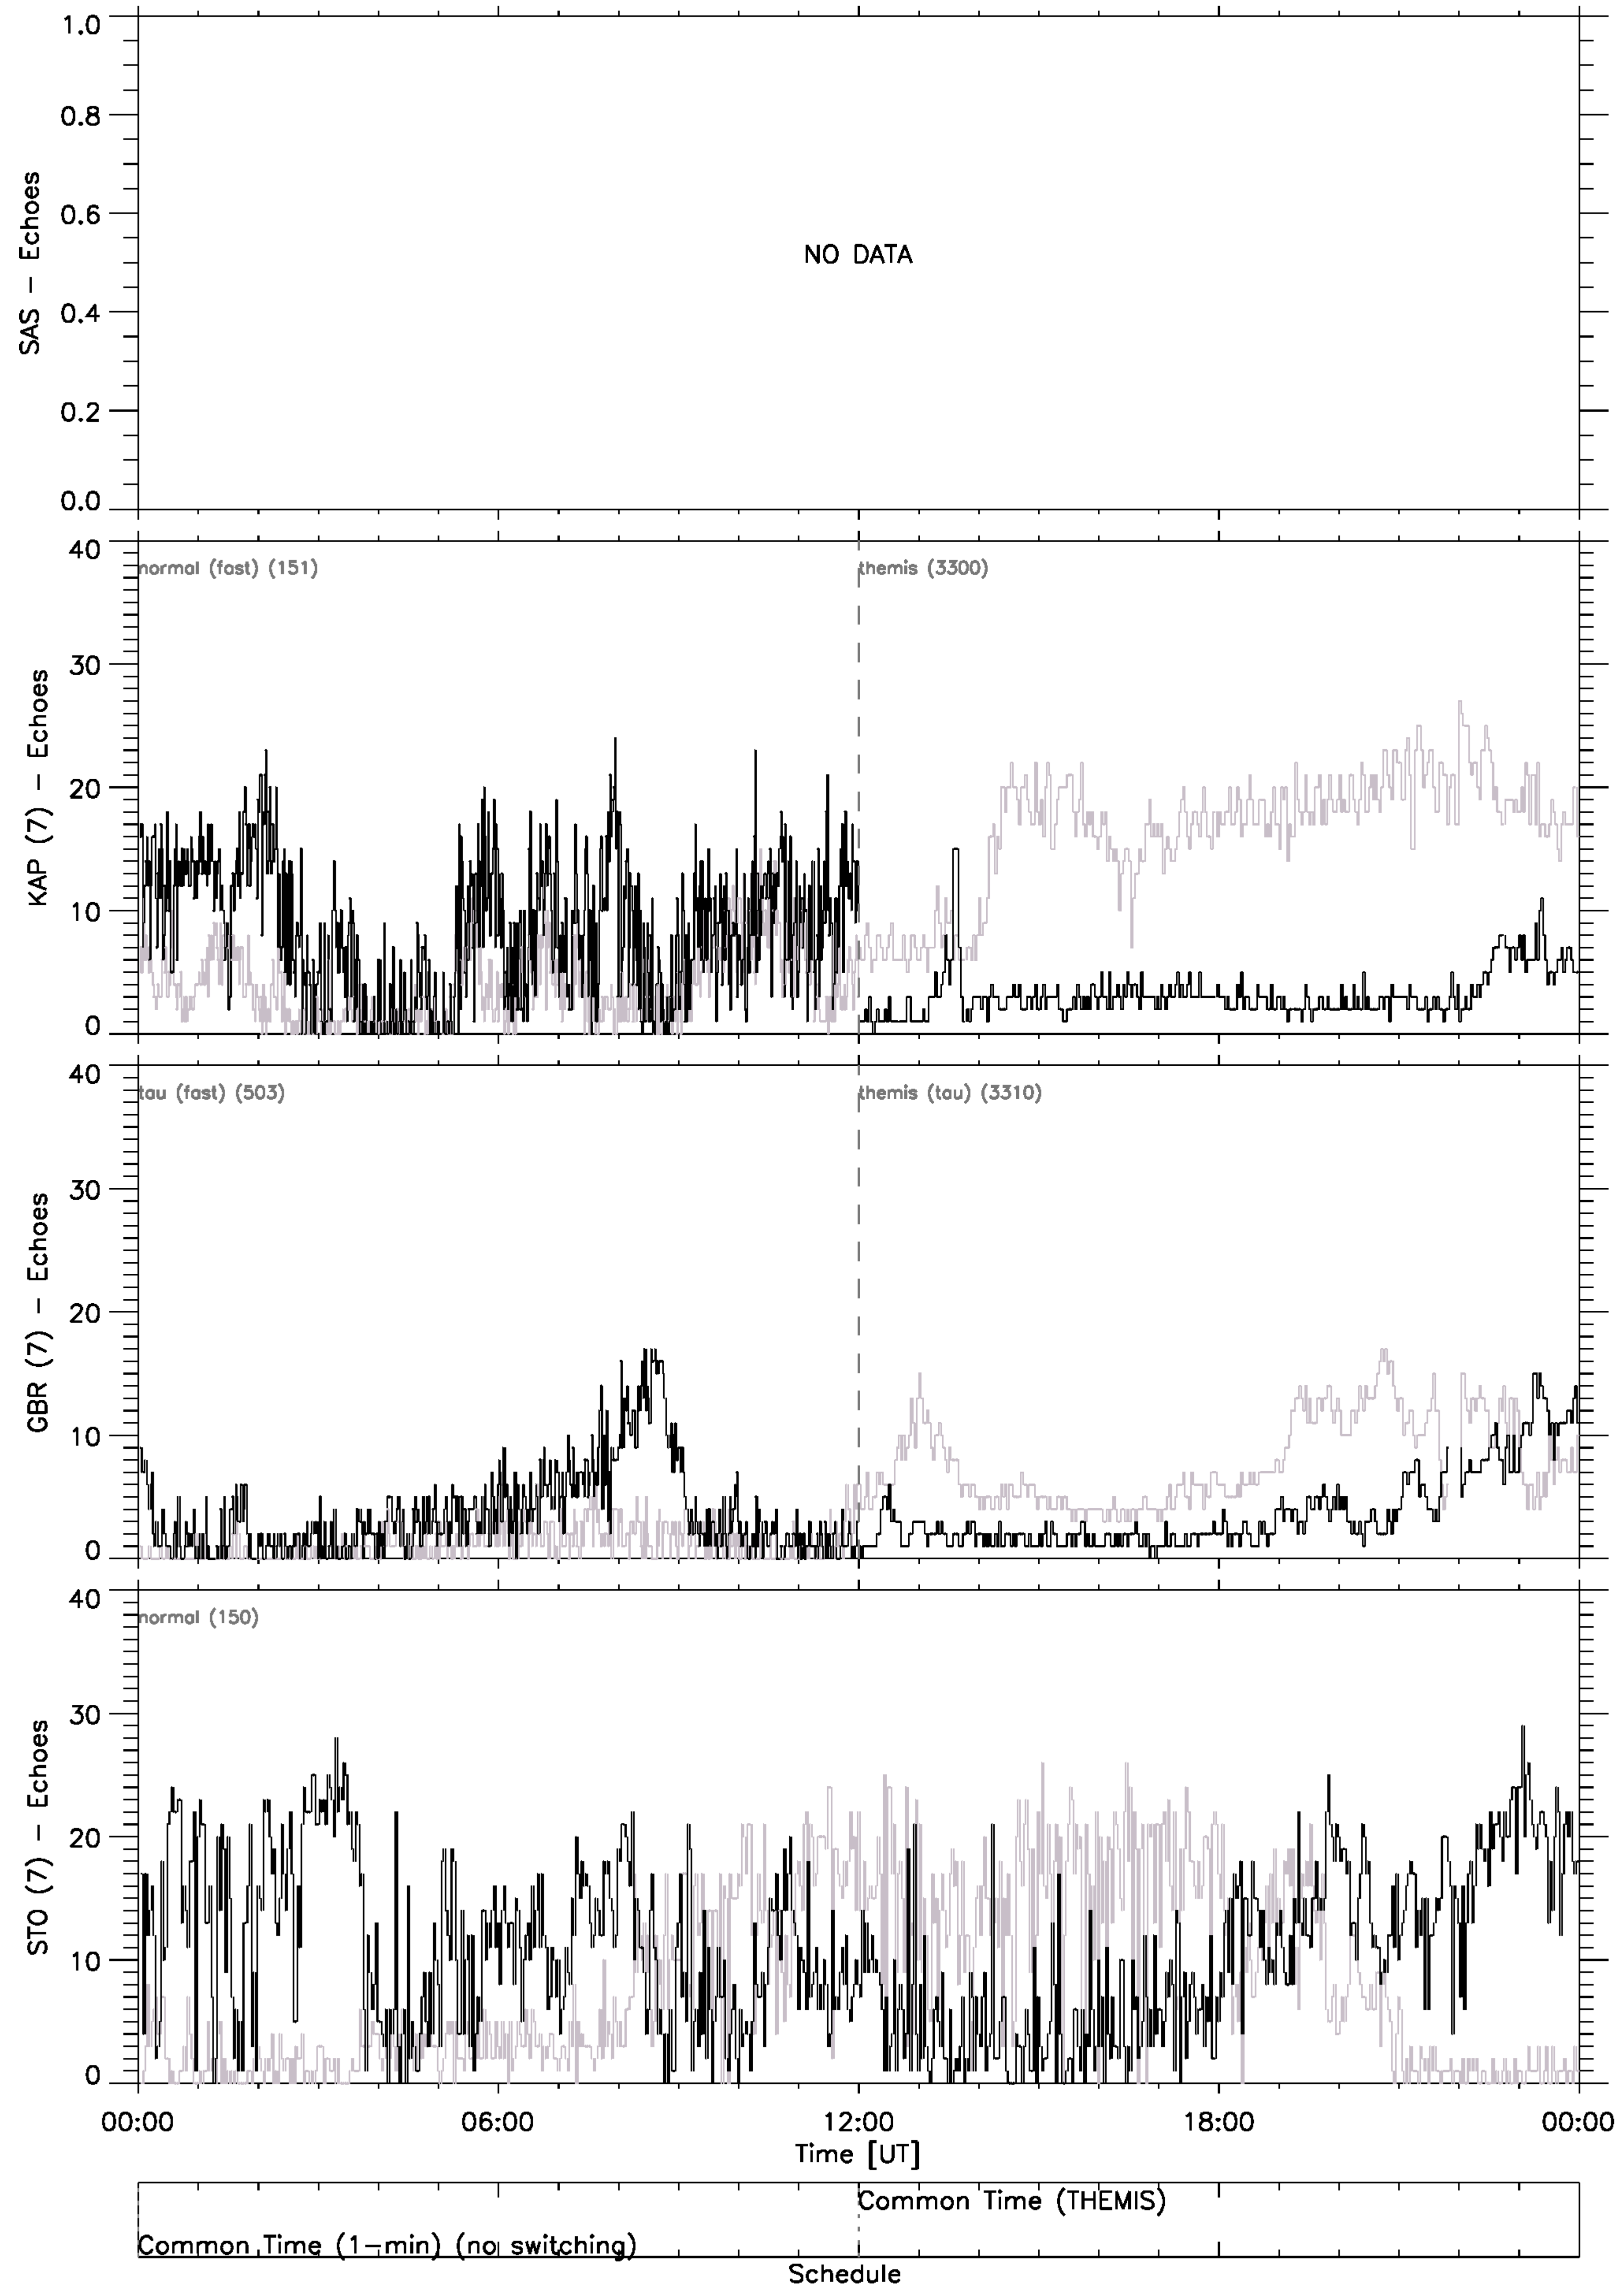 1.0
0.8
0.6
0.4
0.2
0.0
SAS - Echoes
NO DATA
40
30
20
10
0
KAP (7) - Echoes
normal (fast) (151)
themis (3300)
40
30
20
10
0
GBR (7) - Echoes
tau (fast) (503)
themis (tau) (3310)
40
30
20
10
0
STO (7) - Echoes
normal (150)
00:00 06:00 12:00 18:00 00:00
Time [UT]
Common Time (THEMIS)
Common Time (1-min) (no switching)
Schedule